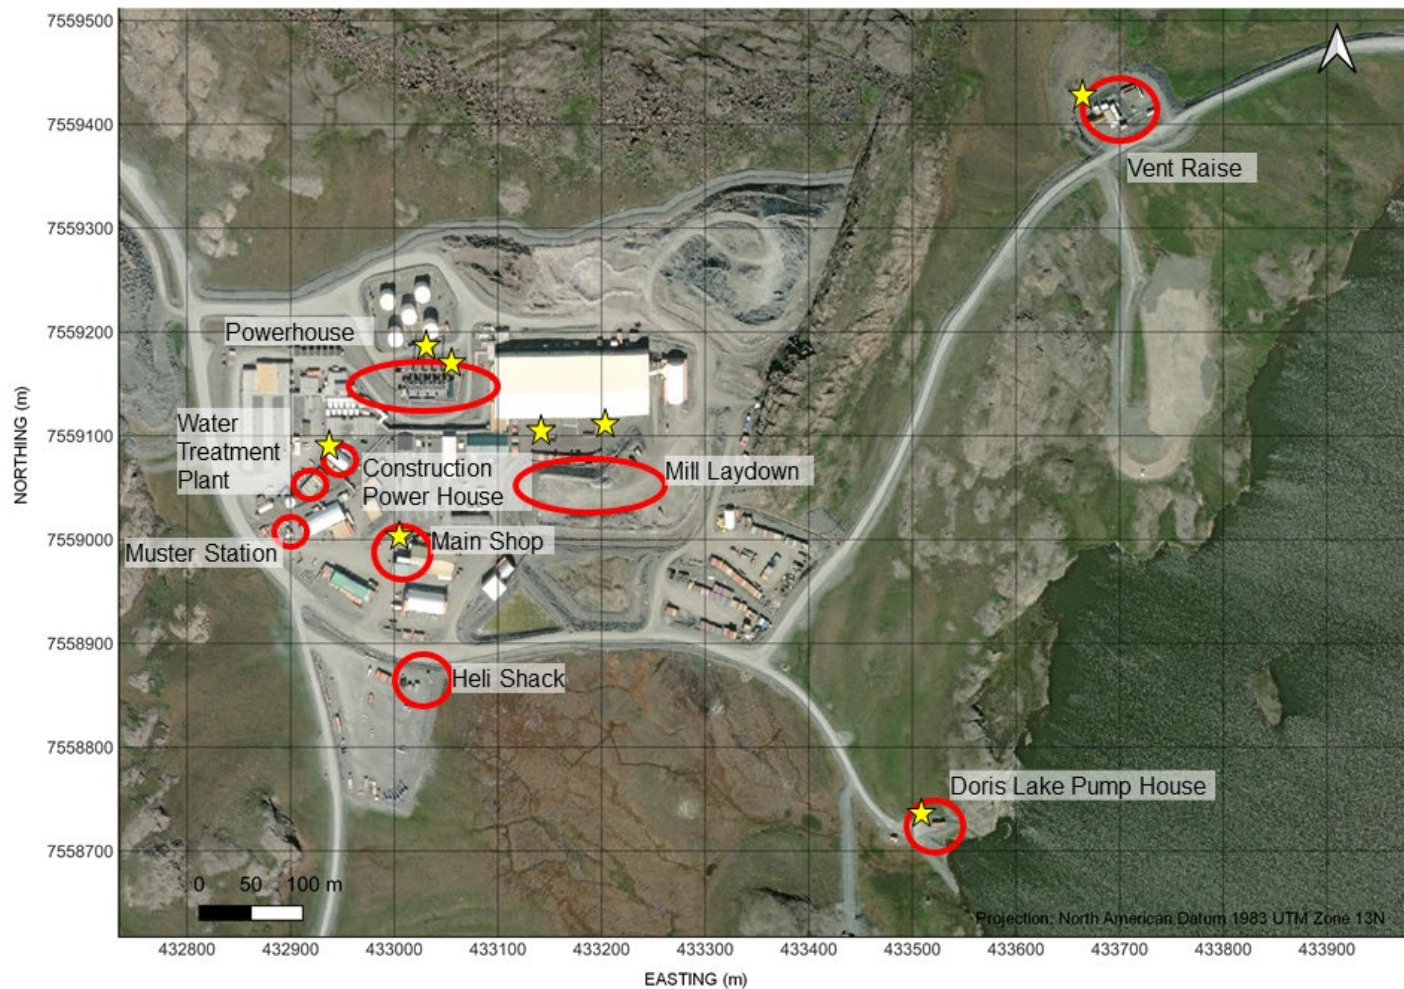 7559500
7559400
Vent Raise
7559300
7559200
Powerhouse
Water
Treatment
Plant
7559100
Construction
Power House
Mill Laydown
NORTHING (m)
7559000
Muster Station
Main Shop
7558900
Heli Shack
7558800
Doris Lake Pump House
7558700
0 50 100 m
Projection: North American Datum 1983 UTM Zone 13N
432800 432900 433000 433100 433200 433300 433400 433500 433600 433700 433800 433900
EASTING (m)